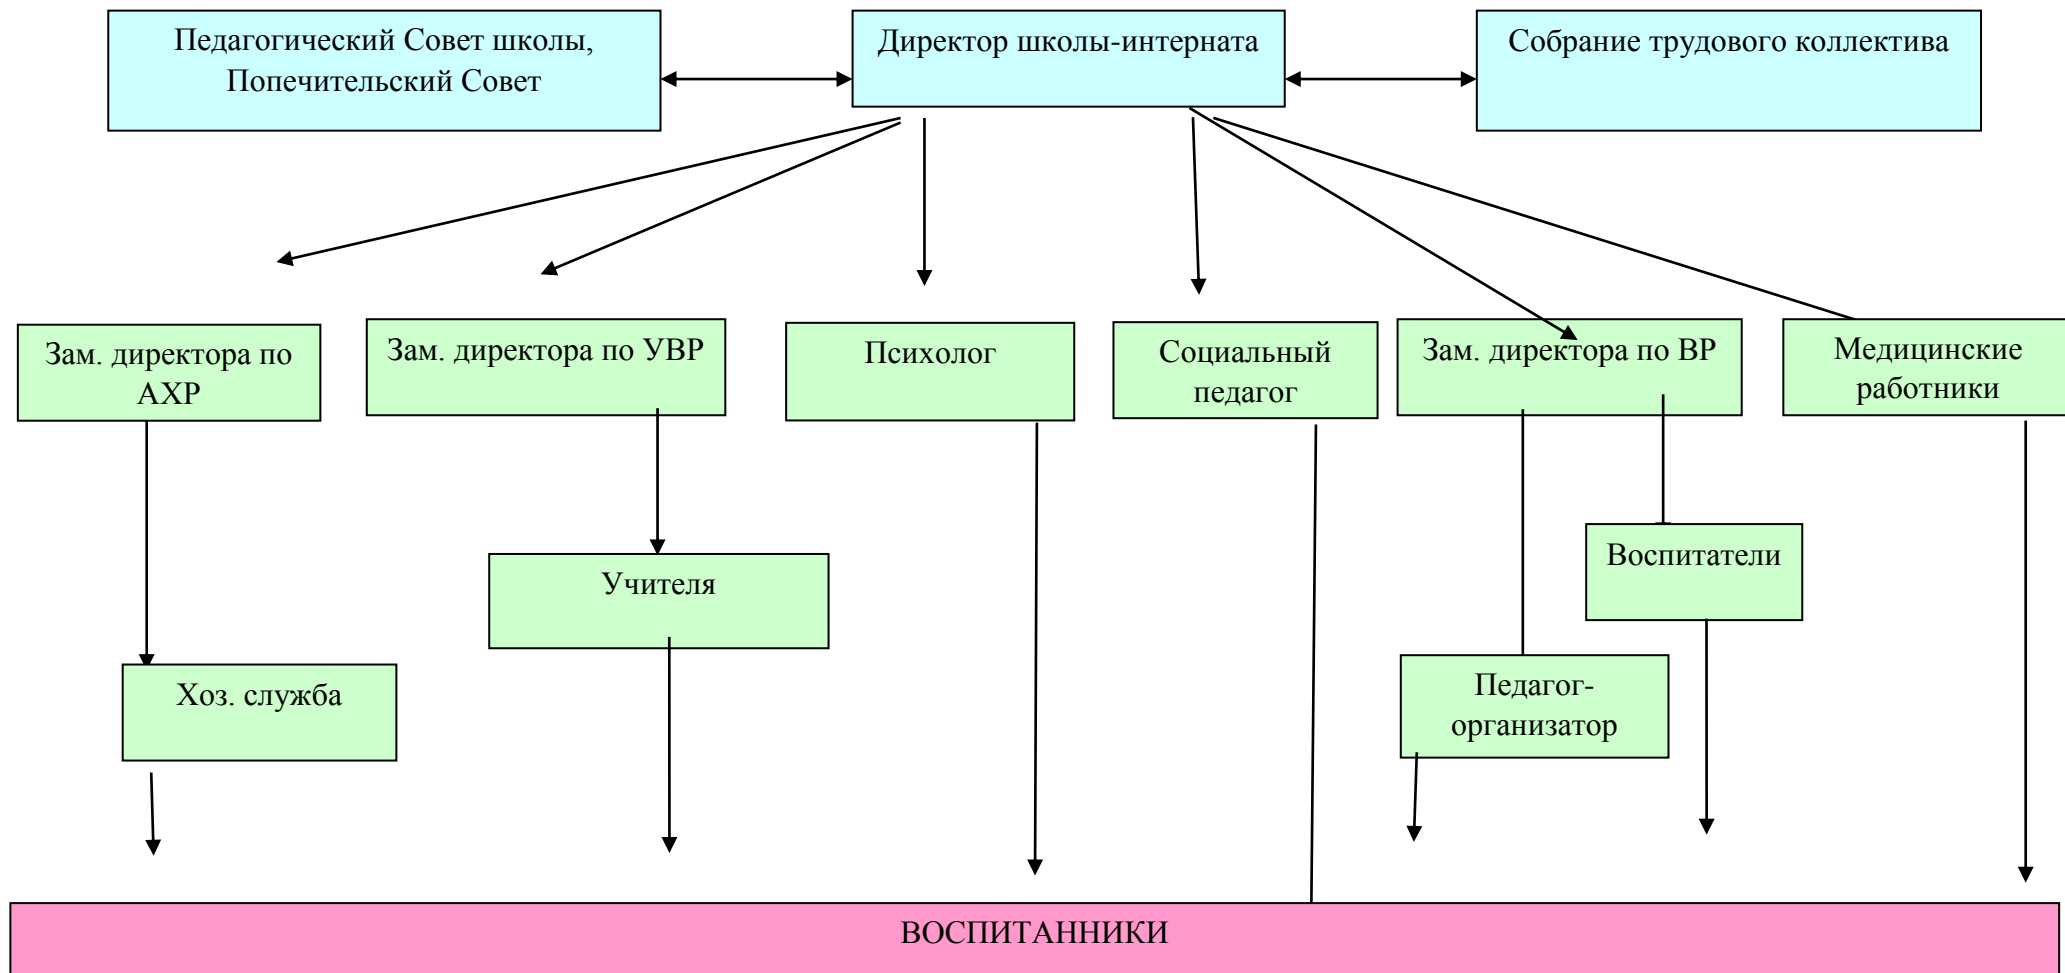 Педагогический Совет школы,
Попечительский Совет
Директор школы-интерната
Собрание трудового коллектива
Зам. директора по
АХР
Зам. директора по УВР
Психолог
Социальный
педагог
Зам. директора по ВР
Медицинские
работники
Воспитатели
Учителя
Хоз. служба
Педагог-
организатор
ВОСПИТАННИКИ